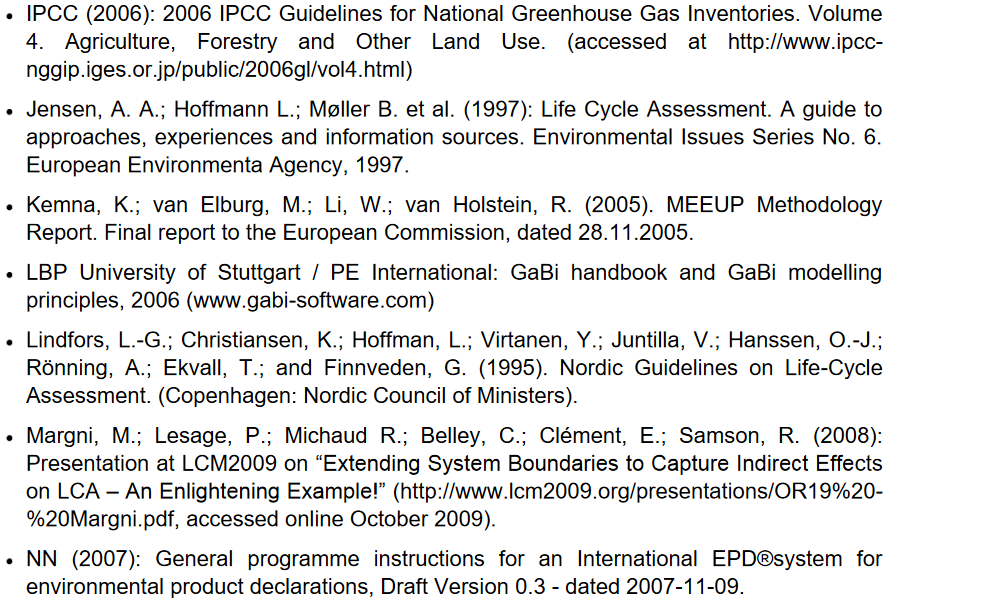 • IPCC (2006): 2006 IPCC Guidelines for National Greenhouse Gas Inventories. Volume
4. Agriculture, Forestry and Other Land Use. (accessed at http://www.ipcc-
nggip.iges.or.jp/public/2006gl/vol4.html)
• Jensen, A. A.; Hoffmann L.; Møller B. et al. (1997): Life Cycle Assessment. A guide to
approaches, experiences and information sources. Environmental Issues Series No. 6.
European Environmenta Agency, 1997.
• Kemna, K.; van Elburg, M.; Li, W.; van Holstein, R. (2005). MEEUP Methodology
Report. Final report to the European Commission, dated 28.11.2005.
• LBP University of Stuttgart / PE International: GaBi handbook and GaBi modelling
principles, 2006 (www.gabi-software.com)
• Lindfors, L.-G.; Christiansen, K.; Hoffman, L.; Virtanen, Y.; Juntilla, V.; Hanssen, O.-J.;
Rönning, A.; Ekvall, T.; and Finnveden, G. (1995). Nordic Guidelines on Life-Cycle
Assessment. (Copenhagen: Nordic Council of Ministers).
• Margni, M.; Lesage, P.; Michaud R.; Belley, C.; Clément, E.; Samson, R. (2008):
Presentation at LCM2009 on “Extending System Boundaries to Capture Indirect Effects
on LCA – An Enlightening Example!” (http://www.lcm2009.org/presentations/OR19%20-
%20Margni.pdf, accessed online October 2009).
• NN (2007): General programme instructions for an International EPD®system for
environmental product declarations, Draft Version 0.3 - dated 2007-11-09.